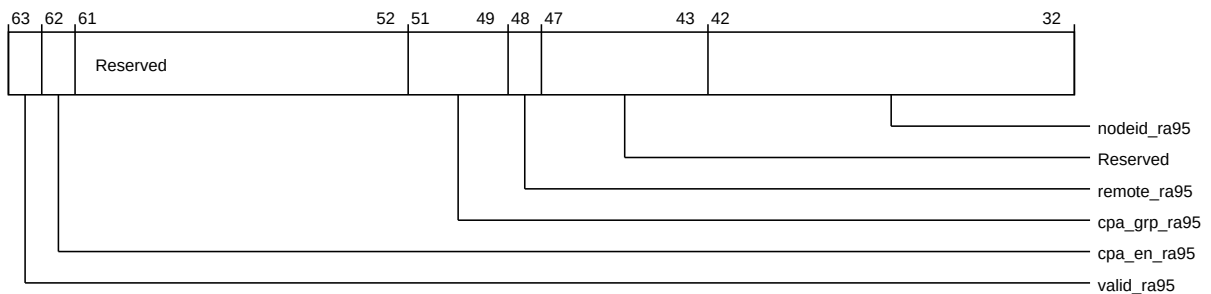 63 62 61 52 51 49 48 47 43 42 32
Reserved
nodeid_ra95
Reserved
remote_ra95
cpa_grp_ra95
cpa_en_ra95
valid_ra95